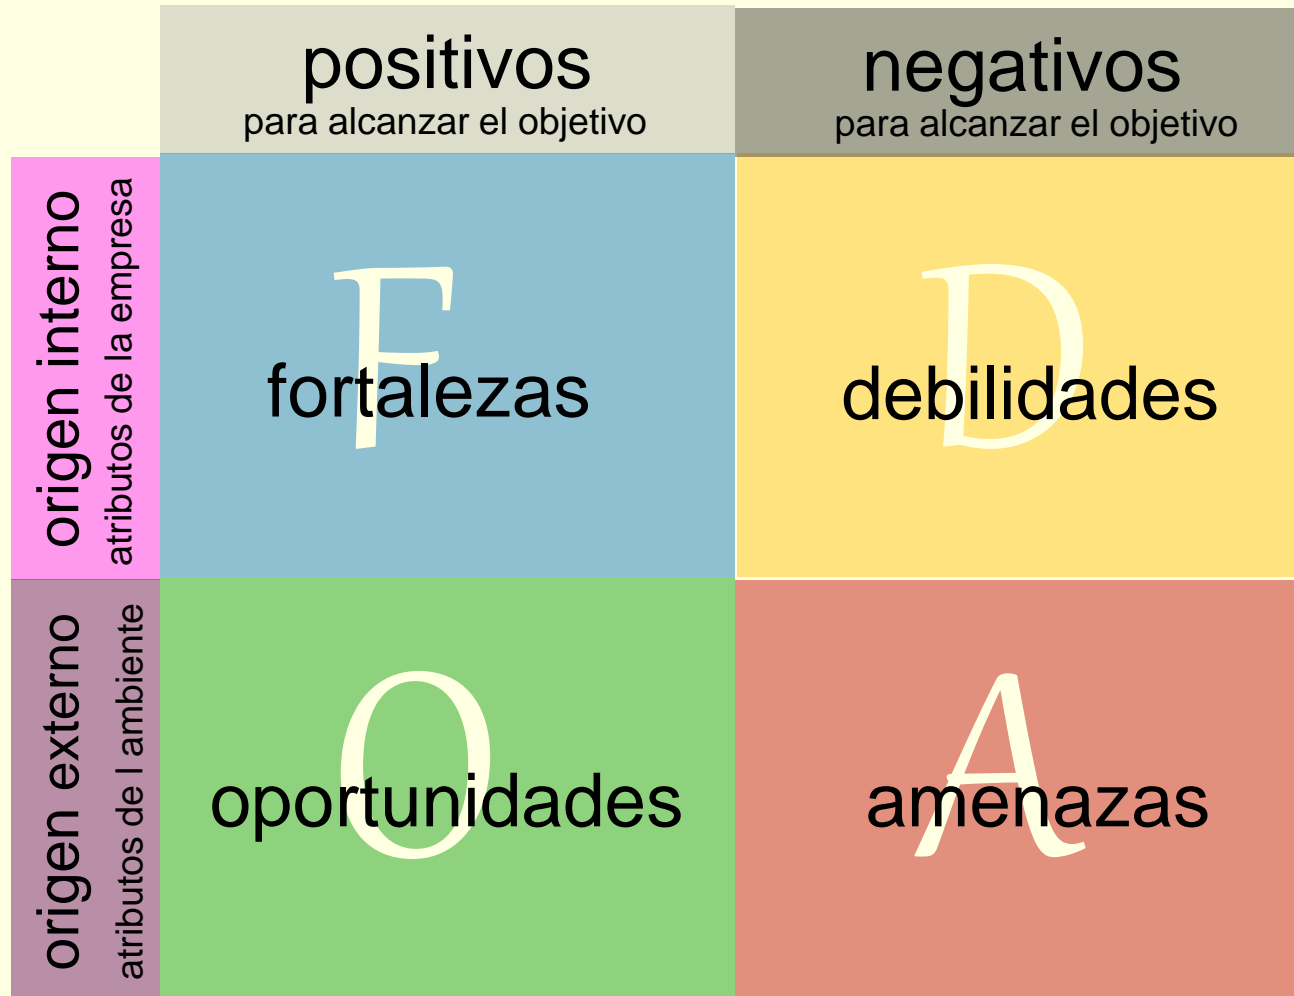 positivos
para alcanzar el objetivo
negativos
para alcanzar el objetivo
origen interno
atributos de la empresa
F
fortalezas
D
debilidades
origen externo
atributos de l ambiente
O
oportunidades
A
amenazas